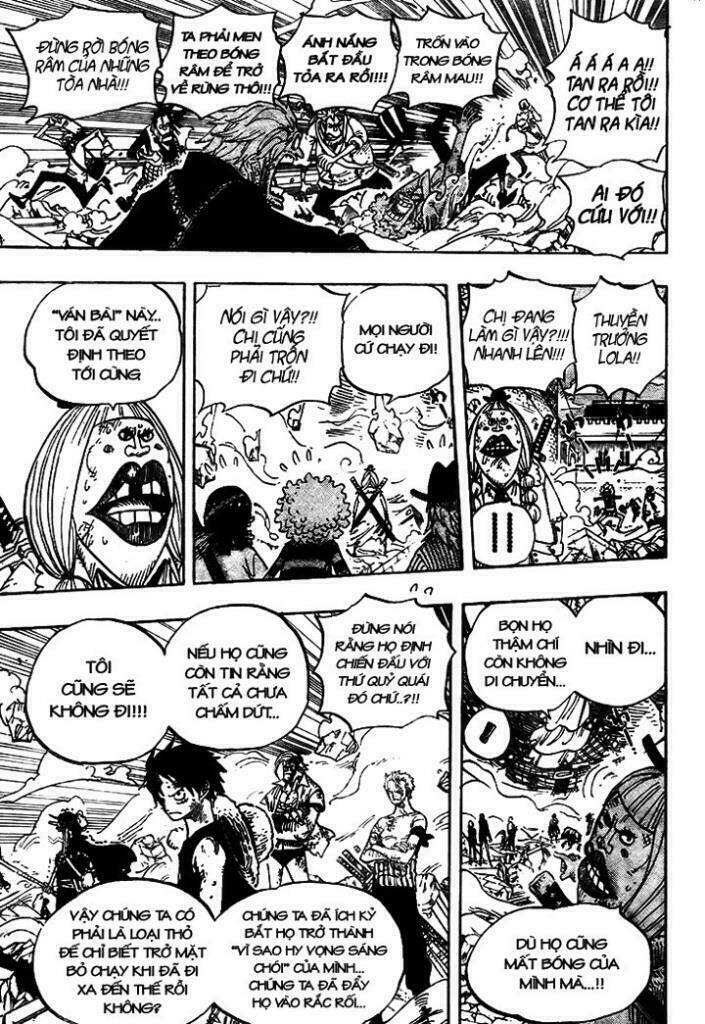 Á Á Á A A!!
TAN RA RỒI!!!
CƠ THỂ TÔI
TAN RA KÌA!!
AI ĐÓ
CỨU VỚI!!
TRỐN VÀO
TRONG BÓNG
RÂM MAU!!
ÁNH NẮNG
BẮT ĐẦU
TỎA RA RỒI!!!
TA PHẢI MEN
THEO BÓNG
RÂM ĐỂ TRỞ
VỀ RỪNG THÔI!!!
ĐỪNG RỜI BÓNG
RÂM CỦA NHỮNG
TÒA NHÀ!!!
THUYỀN
TRƯỞNG
LOLA!!
CHỊ ĐANG
LÀM GÌ VẬY?!!!
NHANH LÊN!!!
!!
MỌI NGƯỜI
CỨ CHẠY ĐI!
NÓI GÌ VẬY?!!
CHỊ CŨNG
PHẢI TRỐN
ĐI CHỨ!!
“VÁN BÀI” NÀY...
TÔI ĐÃ QUYẾT
ĐỊNH THEO
TỚI CÙNG.
NHÌN ĐI...
BỌN HỌ
THẬM CHÍ
CÒN KHÔNG
DI CHUYỂN...
!
DÙ HỌ CŨNG
MẤT BÓNG CỦA
MÌNH MÀ...!!
ĐỪNG NÓI
RẰNG HỌ ĐỊNH
CHIẾN ĐẤU VỚI
THỨ QUỶ QUÁI
ĐÓ CHỨ..?!!
NẾU HỌ CŨNG
CÒN TIN RẰNG
TẤT CẢ CHƯA
CHẤM DỨT...
TÔI
CŨNG SẼ
KHÔNG ĐI!!!!
CHÚNG TA ĐÃ ÍCH KỶ
BẮT HỌ TRỞ THÀNH
“VÌ SAO HY VỌNG SÁNG
CHÓI” CỦA MÌNH...
CHÚNG TA ĐÃ ĐẨY
HỌ VÀO RẮC RỐI...
VẬY CHÚNG TA CÓ
PHẢI LÀ LOẠI THỎ
ĐẾ CHỈ BIẾT TRỞ MẶT
BỎ CHẠY KHI ĐÃ ĐI
XA ĐẾN THẾ RỒI
KHÔNG?